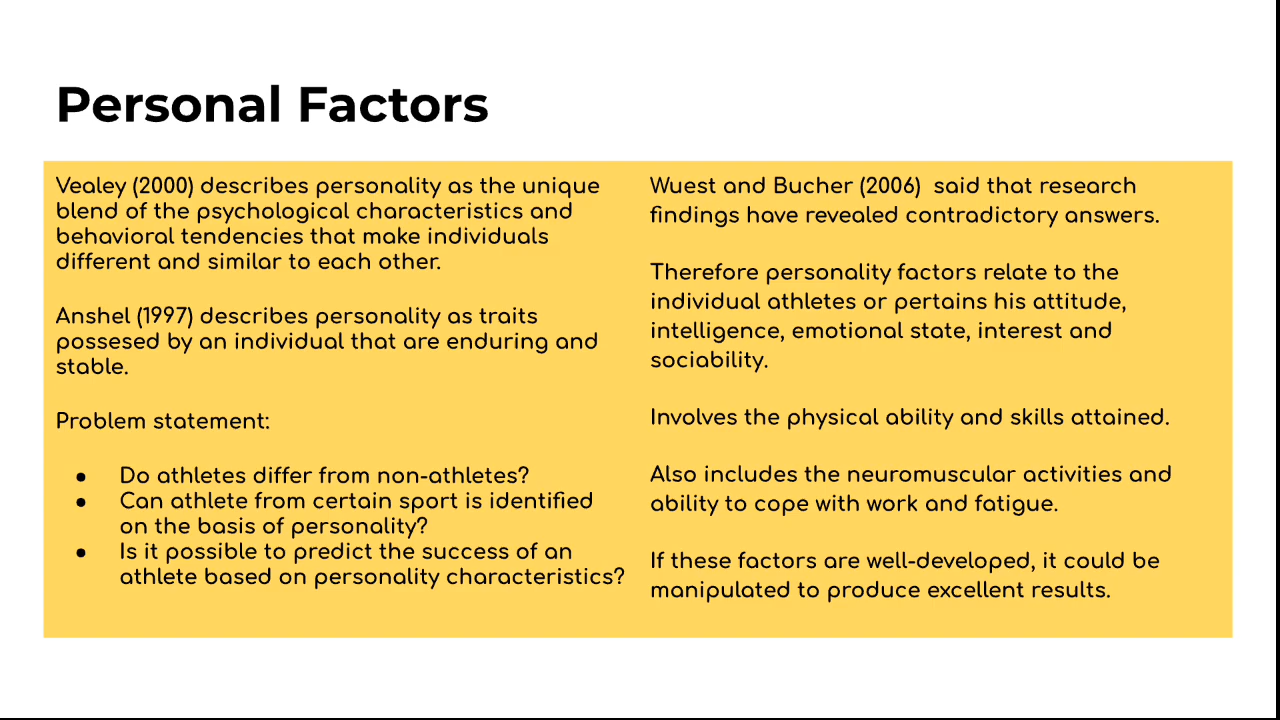 Personal Factors
Vealey (2000) describes personality as the unique
blend of the psychological characteristics and
behavioral tendencies that make individuals
different and similar to each other.
Anshel (1997) describes personality as traits
possesed by an individual that are enduring and
stable.
Problem statement:
● Do athletes differ from non-athletes?
● Can athlete from certain sport is identified
on the basis of personality?
● Is it possible to predict the success of an
athlete based on personality characteristics?
Wuest and Bucher (2006)  said that research
findings have revealed contradictory answers.
Therefore personality factors relate to the
individual athletes or pertains his attitude,
intelligence, emotional state, interest and
sociability.
Involves the physical ability and skills attained.
Also includes the neuromuscular activities and
ability to cope with work and fatigue.
If these factors are well-developed, it could be
manipulated to produce excellent results.